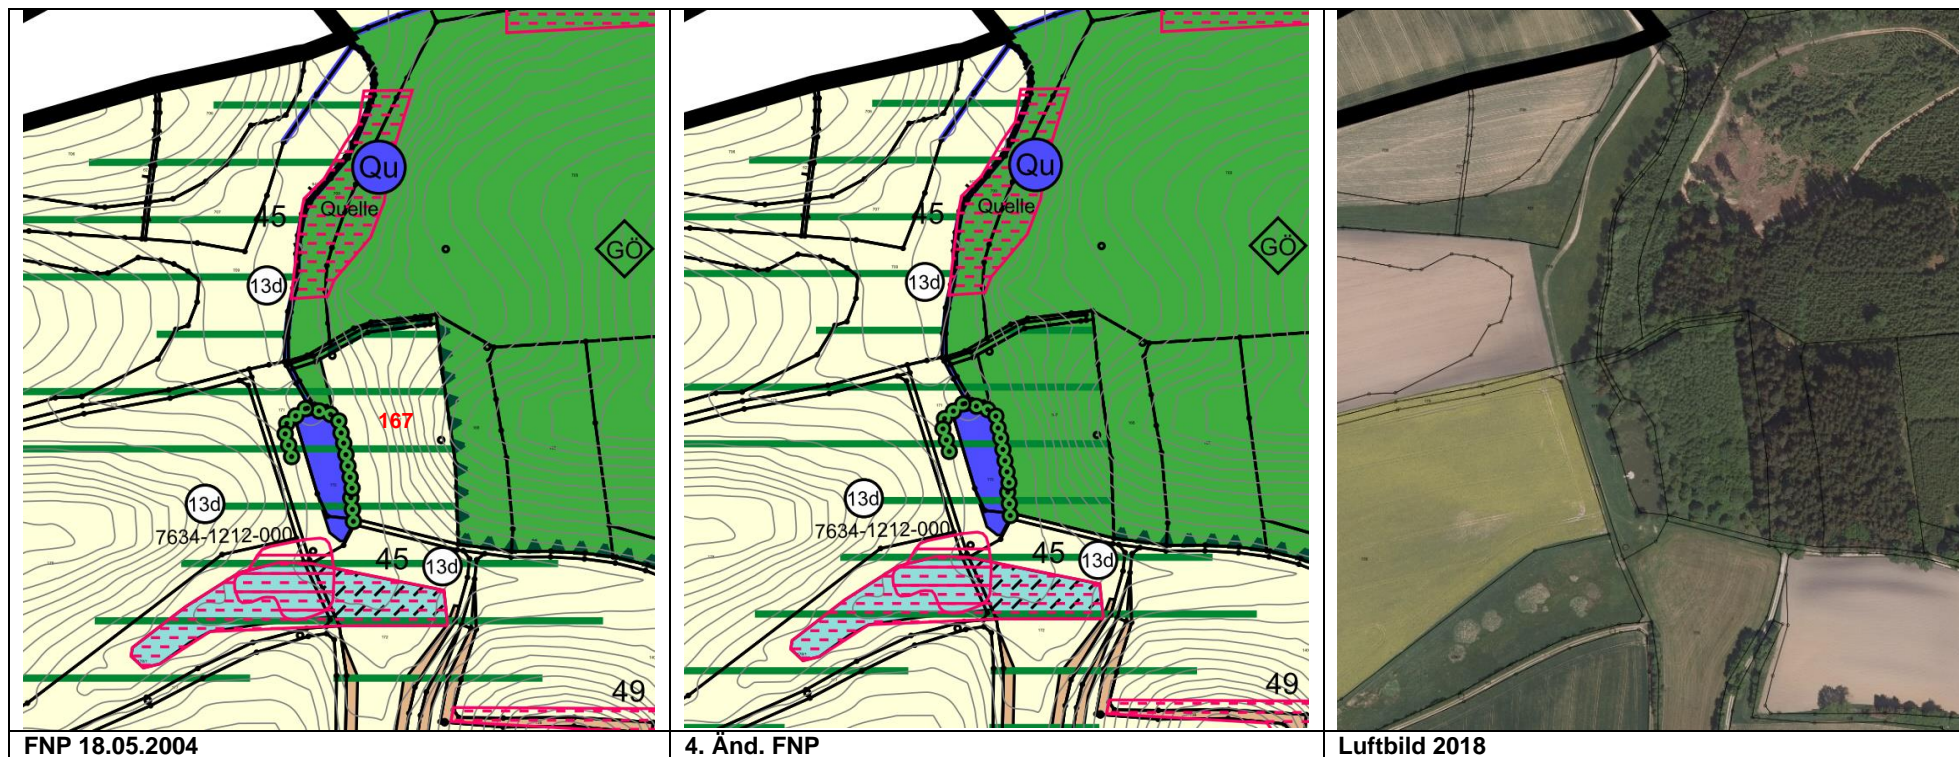 Qu
Quelle
45
GÖ
13d
167
13d
7634-1212-000
45
13d
49
FNP 18.05.2004
Qu
Quelle
45
GÖ
13d
13d
7634-1212-000
45
13d
49
4. Änd. FNP
Luftbild 2018